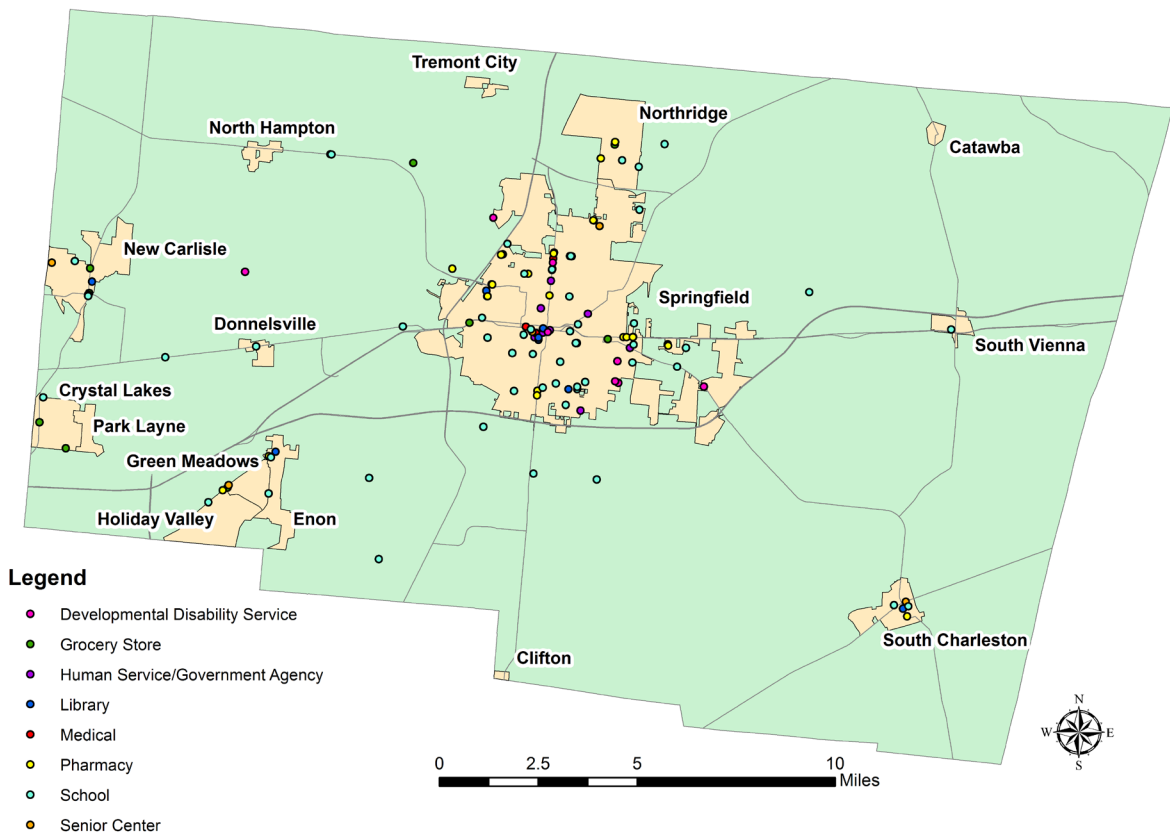 Tremont City
Northridge
North Hampton
Catawba
New Carlisle
Springfield
Donnelsville
South Vienna
Crystal Lakes
Park Layne
Green Meadows
Holiday Valley
Enon
Legend
Developmental Disability Service
Grocery Store
Human Service/Government Agency
Library
Medical
Pharmacy
School
Senior Center
South Charleston
Clifton
N
W E
S
0 2.5 5 10
Miles